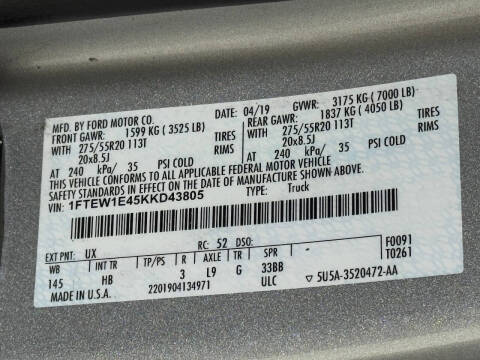 MFD. BY FORD MOTOR CO. DATE: 04/19 GVWR: 3175 KG ( 7000 LB)
FRONT GAWR: 1599 KG ( 3525 LB) REAR GAWR: 1837 KG ( 4050 LB)
WITH 275/55R20 113T TIRES WITH 275/55R20 113T TIRES
20x8.5J RIMS 20x8.5J RIMS
AT 240 kPa/ 35 PSI COLD AT 240 kPa/ 35 PSI COLD
THIS VEHICLE CONFORMS TO ALL APPLICABLE FEDERAL MOTOR VEHICLE
SAFETY AND THEFT PREVENTION STANDARDS IN EFFECT ON THE DATE OF
MANUFACTURE SHOWN ABOVE.
VIN: 1FTEW1E45KKD43805 TYPE: Truck
F0091
T0261
EXT PNT: UX RC: 52 DSO:
WB INT TR TP/PS R AXLE TR SPR
145 HB 3 L9 G 33BB
MADE IN U.S.A. 2201904134971 ULC 5U5A-3520472-AA